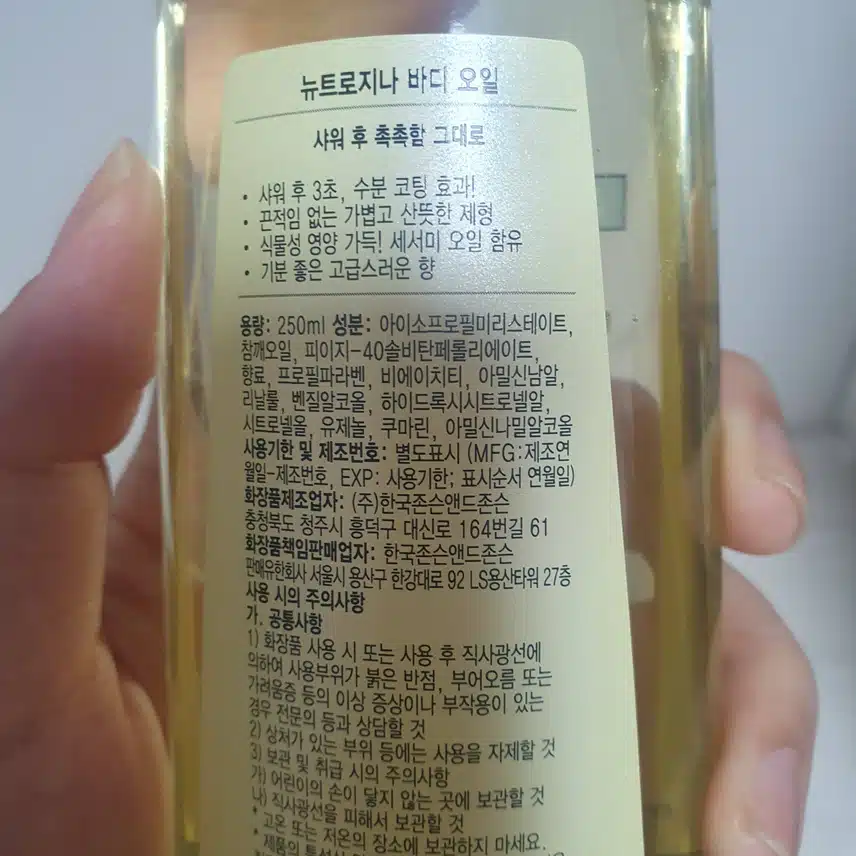 뉴트로지나 바디 오일
샤워 후 촉촉함 그대로
• 샤워 후 3초, 수분 코팅 효과!
• 끈적임 없는 가볍고 산뜻한 제형
• 식물성 영양 가득! 세서미 오일 함유
• 기분 좋은 고급스러운 향
용량: 250ml 성분: 아이소프로필미리스테이트,
참깨오일, 피이지-40솔비탄페롤리에이트,
향료, 프로필파라벤, 비에이치티, 아밀신남알,
리날룰, 벤질알코올, 하이드록시시트로넬알,
시트로넬올, 유제놀, 쿠마린, 아밀신나밀알코올
사용기한 및 제조번호: 별도표시 (MFG:제조연
월일-제조번호, EXP: 사용기한; 표시순서 연월일)
화장품제조업자: (주)한국존슨앤드존슨
충청북도 청주시 흥덕구 대신로 164번길 61
화장품책임판매업자: 한국존슨앤드존슨
판매유한회사 서울시 용산구 한강대로 92 LS용산타워 27층
사용 시의 주의사항
가. 공통사항
1) 화장품 사용 시 또는 사용 후 직사광선에
의하여 사용부위가 붉은 반점, 부어오름 또는
가려움증 등의 이상 증상이나 부작용이 있는
경우 전문의 등과 상담할 것
2) 상처가 있는 부위 등에는 사용을 자제할 것
3) 보관 및 취급 시의 주의사항
가) 어린이의 손이 닿지 않는 곳에 보관할 것
나) 직사광선을 피해서 보관할 것
* 고온 또는 저온의 장소에 보관하지 마세요.
* 제품의 특성상